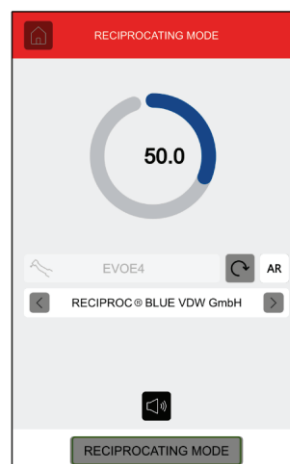 RECIPROCATING MODE
50.0
EVOE4 AR
RECIPROC® BLUE VDW GmbH
RECIPROCATING MODE